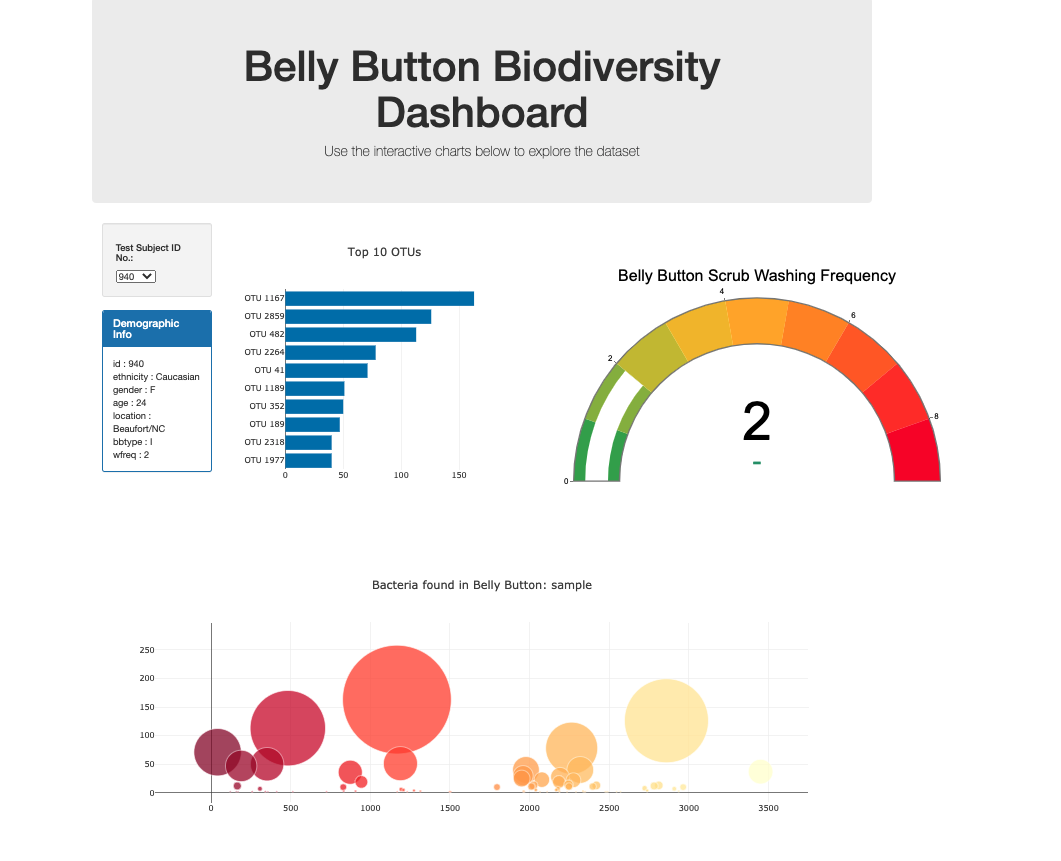 Belly Button Biodiversity
Dashboard
Use the interactive charts below to explore the dataset
Test Subject ID
No.:
940
Demographic
Info
id : 940
ethnicity : Caucasian
gender : F
age : 24
location :
Beaufort/NC
bbtype : I
wfreq : 2
Top 10 OTUs
OTU 1167
OTU 2859
OTU 482
OTU 2264
OTU 41
OTU 1189
OTU 352
OTU 189
OTU 2318
OTU 1977
0 50 100 150
Belly Button Scrub Washing Frequency
0
2
4
6
8
2
-
Bacteria found in Belly Button: sample
250
200
150
100
50
0
0 500 1000 1500 2000 2500 3000 3500